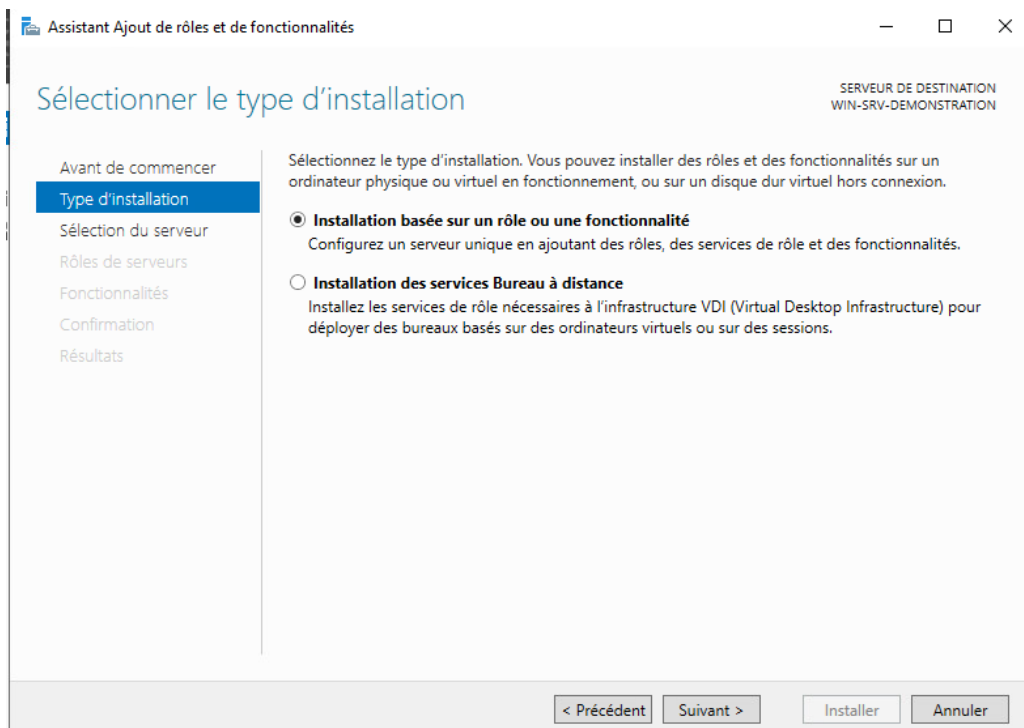 Assistant Ajout de rôles et de fonctionnalités
Sélectionner le type d’installation
SERVEUR DE DESTINATION
WIN-SRV-DEMONSTRATION
Avant de commencer
Type d’installation
Sélection du serveur
Rôles de serveurs
Fonctionnalités
Confirmation
Résultats
Sélectionnez le type d’installation. Vous pouvez installer des rôles et des fonctionnalités sur un
ordinateur physique ou virtuel en fonctionnement, ou sur un disque dur virtuel hors connexion.
Installation basée sur un rôle ou une fonctionnalité
Configurez un serveur unique en ajoutant des rôles, des services de rôle et des fonctionnalités.
Installation des services Bureau à distance
Installez les services de rôle nécessaires à l’infrastructure VDI (Virtual Desktop Infrastructure) pour
déployer des bureaux basés sur des ordinateurs virtuels ou sur des sessions.
< Précédent
Suivant >
Installer
Annuler